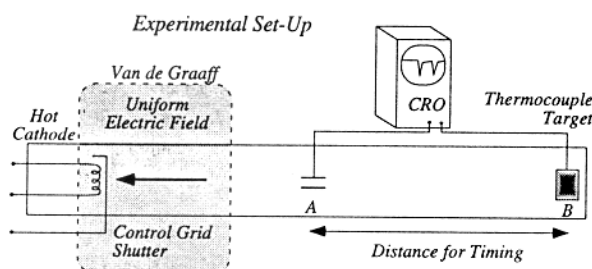 Experimental Set-Up
Van de Graaff
Hot
Cathode
Uniform
Electric Field
CRO
Thermocouple
Target
A
B
Control Grid
Shutter
Distance for Timing